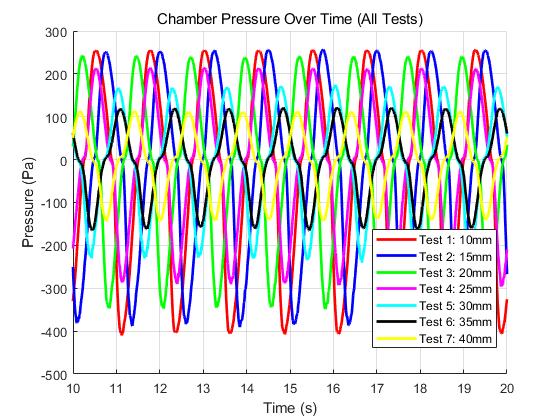 Chamber Pressure Over Time (All Tests)
300
200
100
0
-100
-200
-300
-400
-500
Pressure (Pa)
Test 1: 10mm
Test 2: 15mm
Test 3: 20mm
Test 4: 25mm
Test 5: 30mm
Test 6: 35mm
Test 7: 40mm
10 11 12 13 14 15 16 17 18 19 20
Time (s)